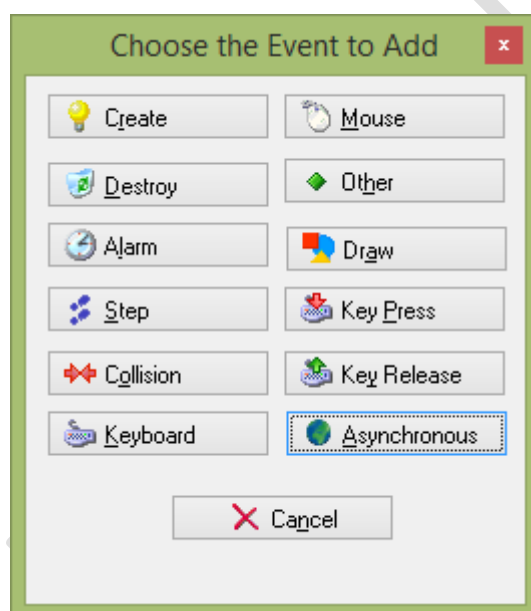 Choose the Event to Add
x
Create
Mouse
Destroy
Other
Alarm
Draw
Step
Key Press
Collision
Key Release
Keyboard
Asynchronous
Cancel